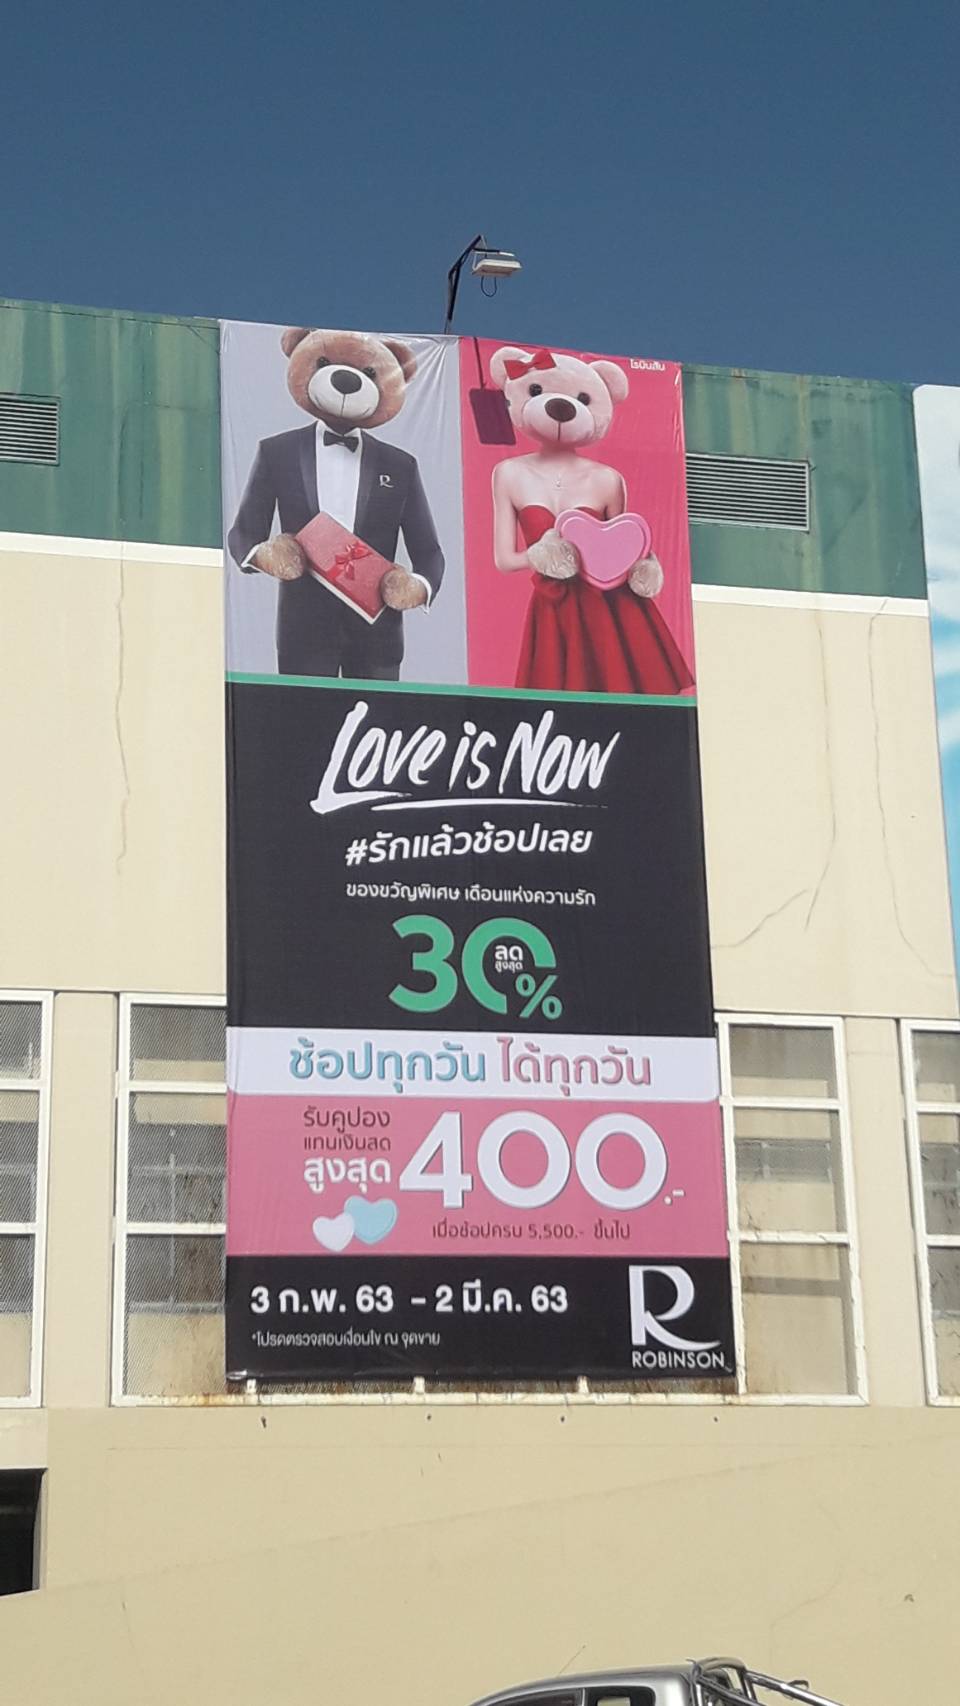 โรบินสัน
R
Love is Now
#รักแล้วช้อปเลย
ของขวัญพิเศษ เดือนแห่งความรัก
ลดสูงสุด 30%
ช้อปทุกวัน ได้ทุกวัน
รับคูปอง
แทนเงินสด
สูงสุด 400.-
เมื่อช้อปครบ 5,500.- ขึ้นไป
3 ก.พ. 63 - 2 มี.ค. 63
*โปรดตรวจสอบเงื่อนไข ณ จุดขาย
R
ROBINSON